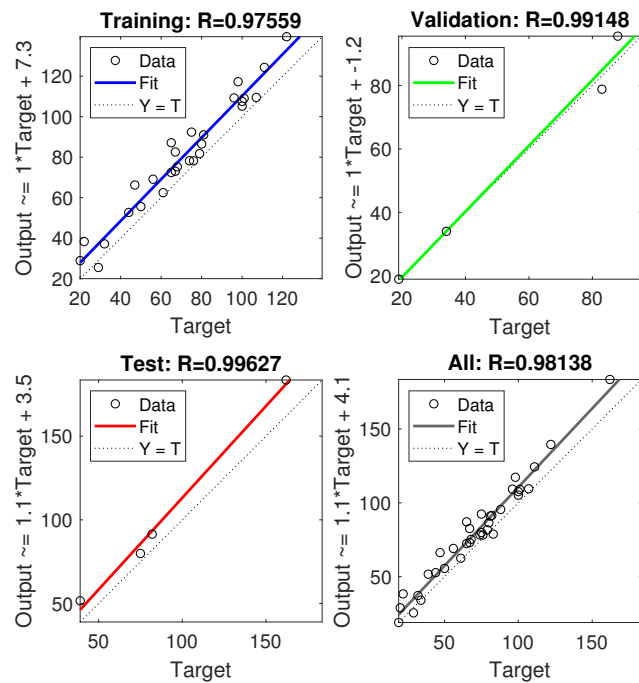 Training: R=0.97559
Output ~= 1*Target + 7.3
Data
Fit
Y = T
120
100
80
60
40
20
20 40 60 80 100 120
Target
Validation: R=0.99148
Output ~= 1*Target + -1.2
Data
Fit
Y = T
80
60
40
20
20 40 60 80
Target
Test: R=0.99627
Output ~= 1.1*Target + 3.5
Data
Fit
Y = T
150
100
50
50 100 150
Target
All: R=0.98138
Output ~= 1.1*Target + 4.1
Data
Fit
Y = T
150
100
50
50 100 150
Target